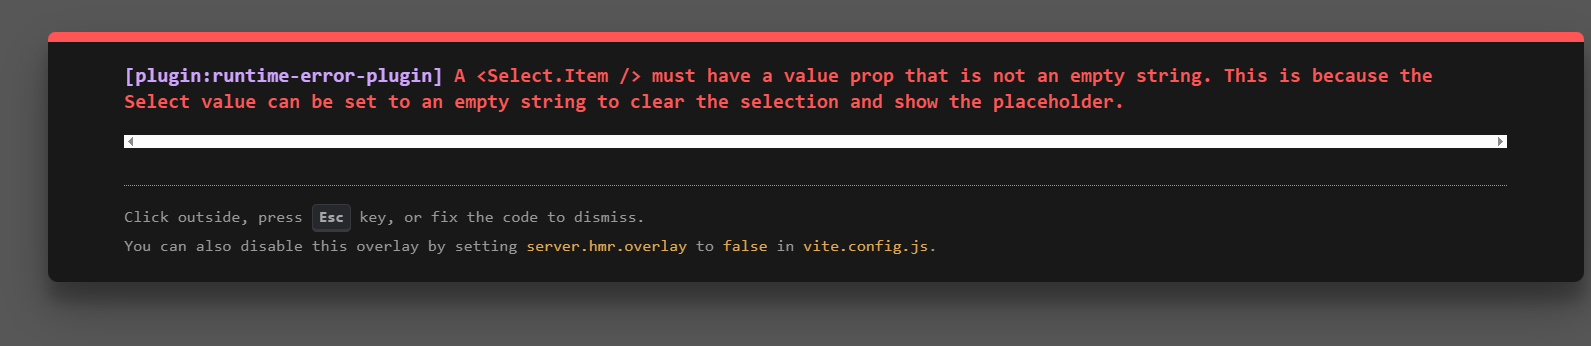 [plugin:runtime-error-plugin] A <Select.Item /> must have a value prop that is not an empty string. This is because the
Select value can be set to an empty string to clear the selection and show the placeholder.
Click outside, press Esc key, or fix the code to dismiss.
You can also disable this overlay by setting server.hmr.overlay to false in vite.config.js.